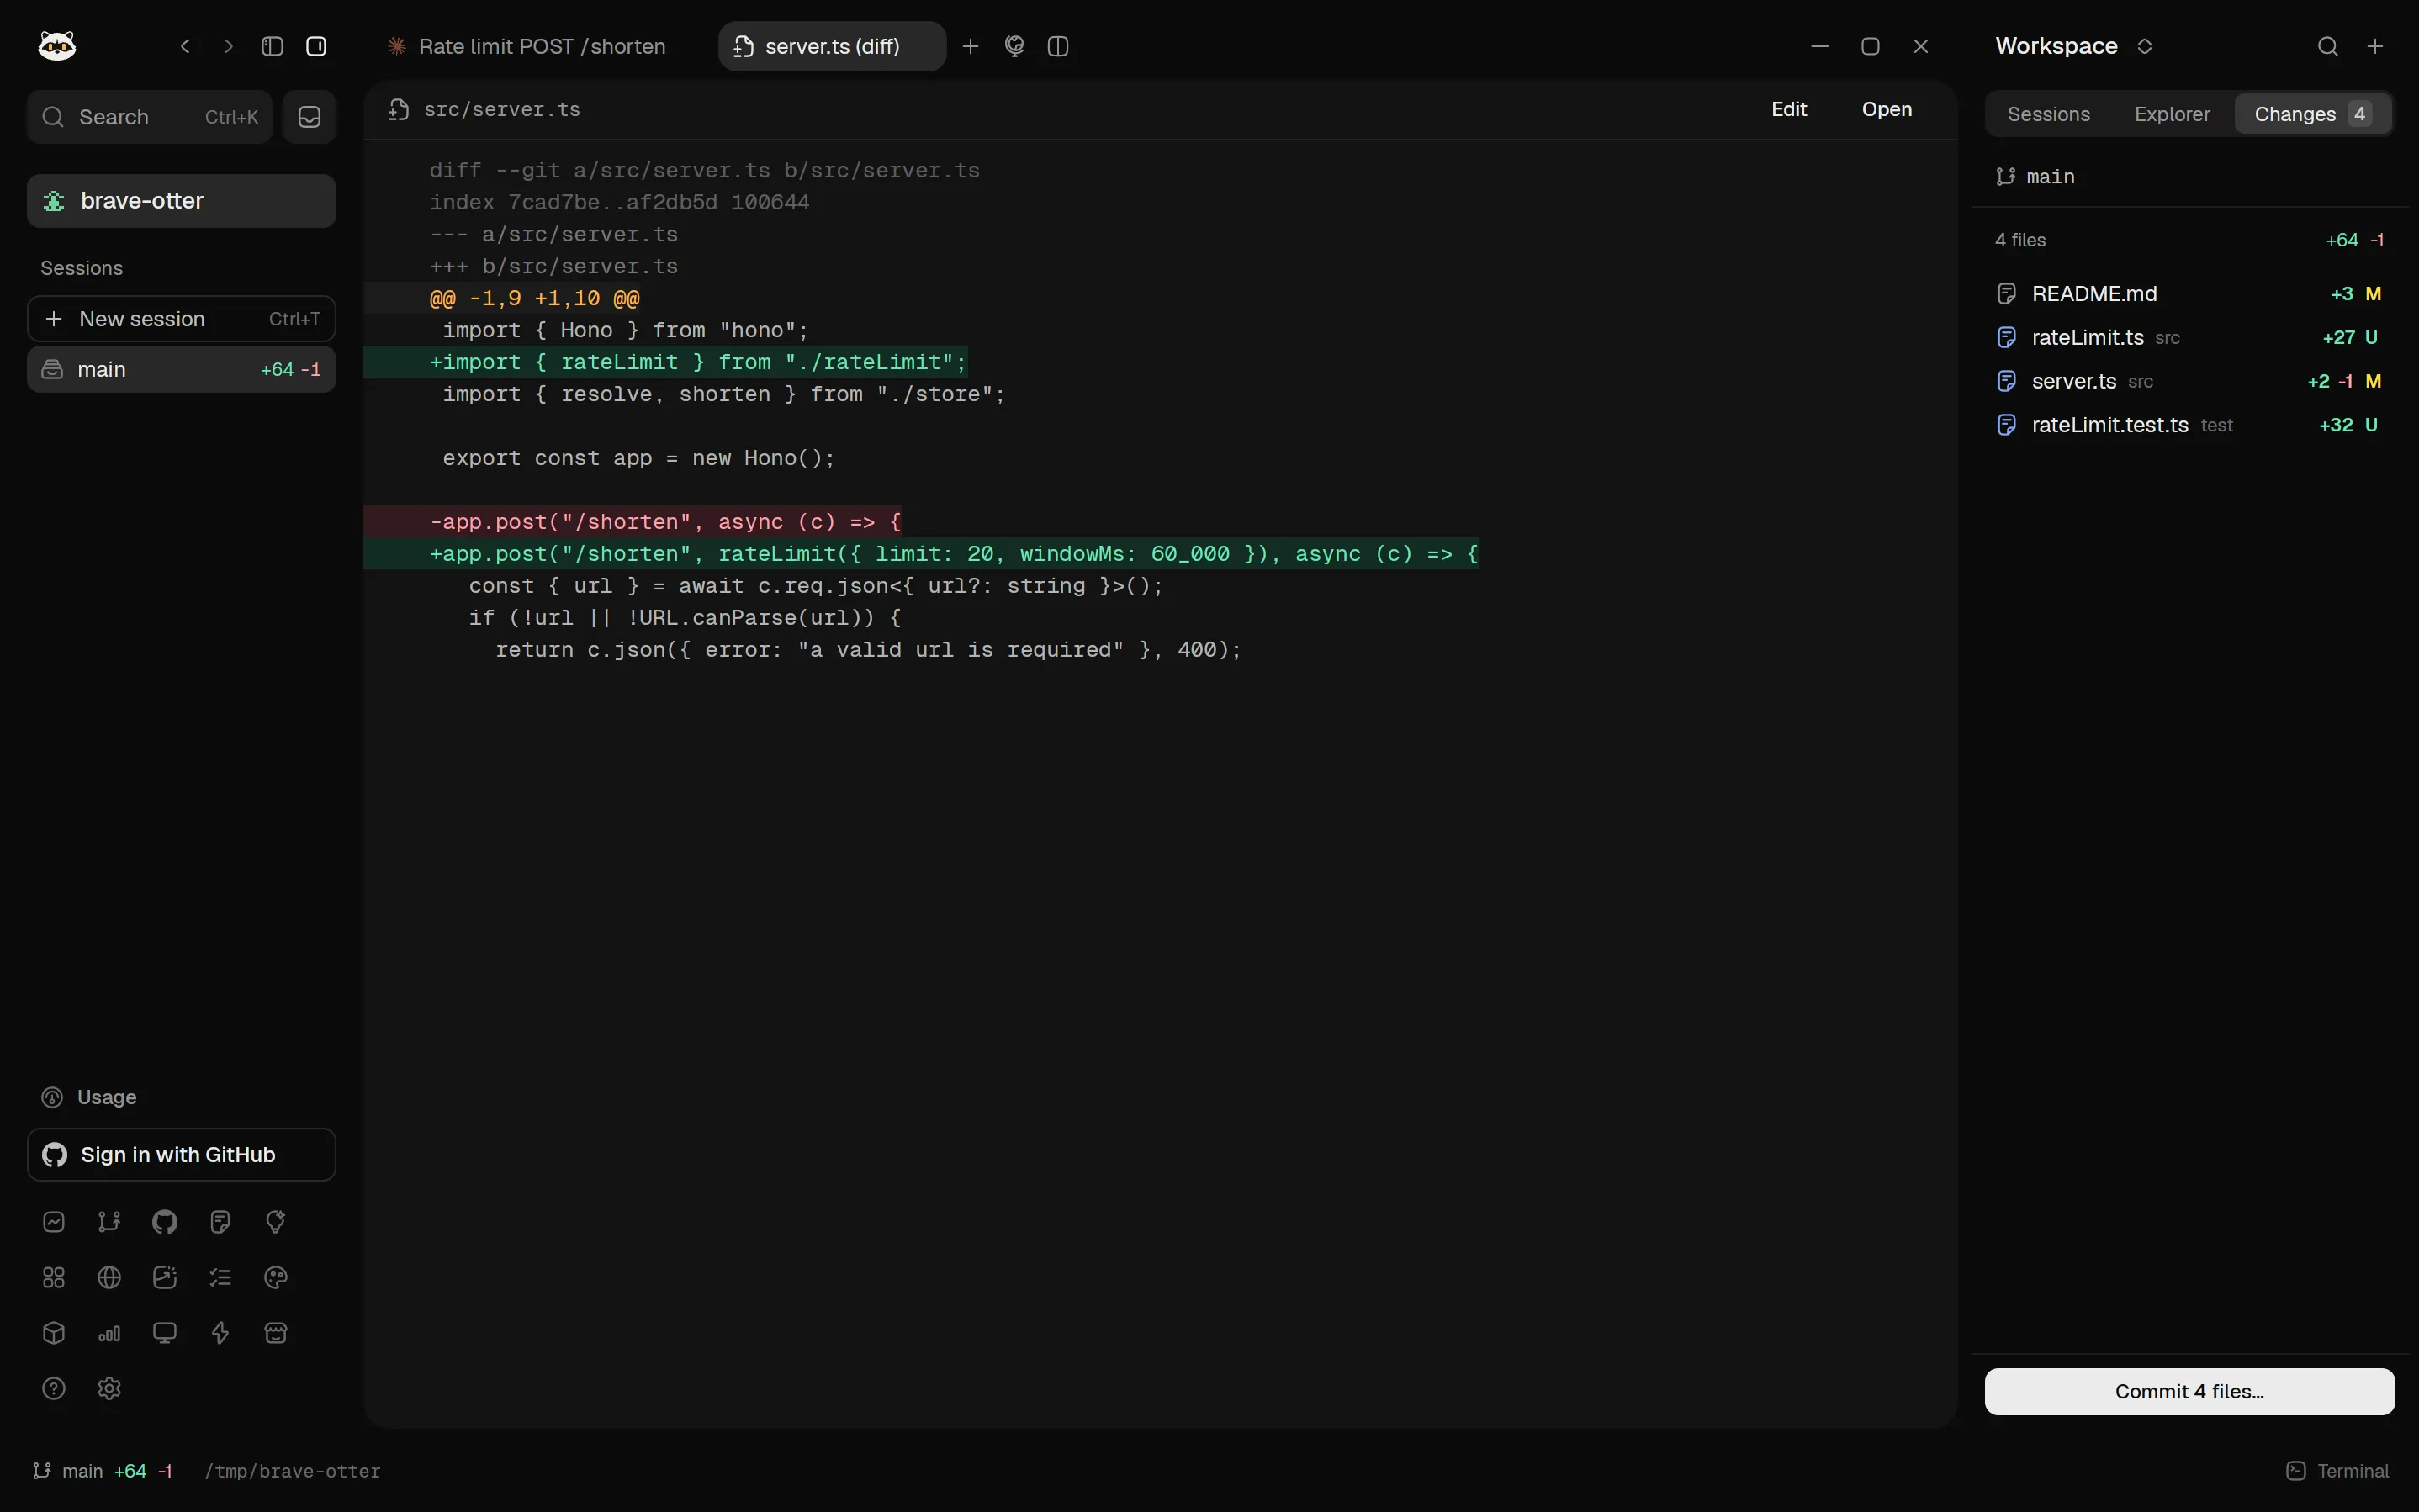 Rate limit POST /shorten
server.ts (diff)
Workspace
Search Ctrl+K
brave-otter
Sessions
New session Ctrl+T
main +64 -1
Usage
Sign in with GitHub
src/server.ts
Edit
Open
diff --git a/src/server.ts b/src/server.ts
index 7cad7be..af2db5d 100644
--- a/src/server.ts
+++ b/src/server.ts
@@ -1,9 +1,10 @@
 import { Hono } from "hono";
+import { rateLimit } from "./rateLimit";
 import { resolve, shorten } from "./store";
 export const app = new Hono();
-app.post("/shorten", async (c) => {
+app.post("/shorten", rateLimit({ limit: 20, windowMs: 60_000 }), async (c) => {
   const { url } = await c.req.json<{ url?: string }>();
   if (!url || !URL.canParse(url)) {
     return c.json({ error: "a valid url is required" }, 400);
Sessions Explorer Changes 4
main
4 files +64 -1
README.md +3 M
rateLimit.ts src +27 U
server.ts src +2 -1 M
rateLimit.test.ts test +32 U
Commit 4 files…
main +64 -1 /tmp/brave-otter
Terminal